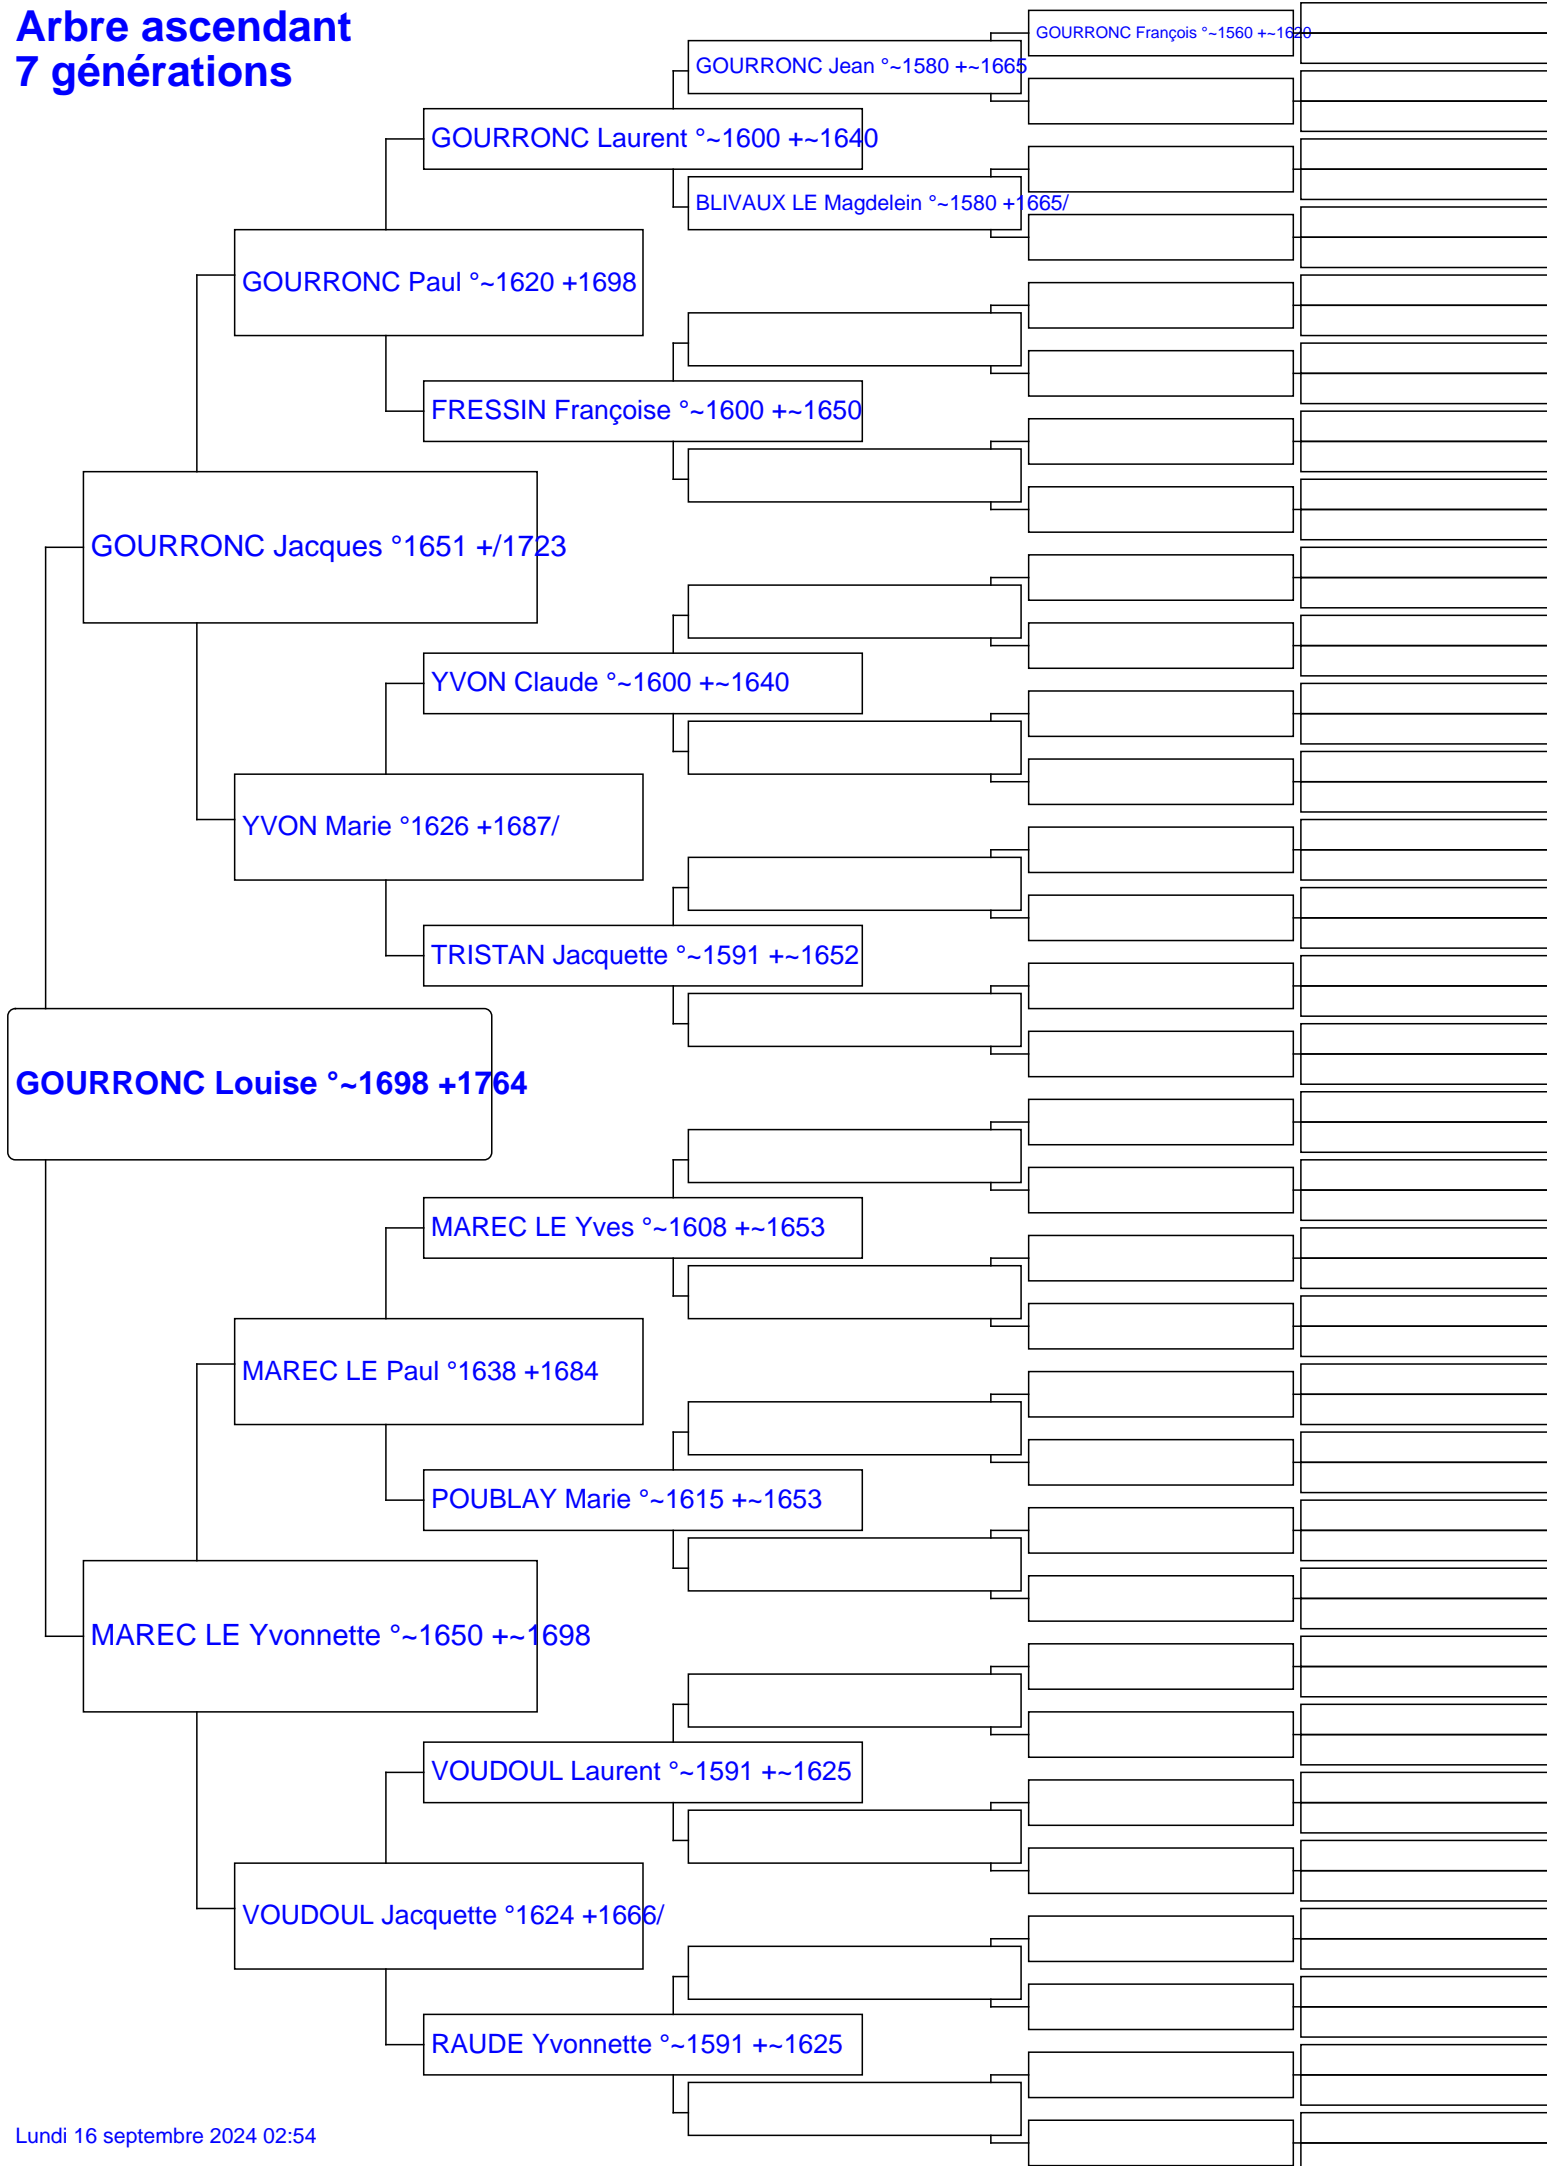 Arbre ascendant
7 générations
GOURRONC François °~1560 +~1620
GOURRONC Jean °~1580 +~1665
GOURRONC Laurent °~1600 +~1640
BLIVAUX LE Magdelein °~1580 +1665/
GOURRONC Paul °~1620 +1698
FRESSIN Françoise °~1600 +~1650
GOURRONC Jacques °1651 +/1723
YVON Claude °~1600 +~1640
YVON Marie °1626 +1687/
TRISTAN Jacquette °~1591 +~1652
GOURRONC Louise °~1698 +1764
MAREC LE Yves °~1608 +~1653
MAREC LE Paul °1638 +1684
POUBLAY Marie °~1615 +~1653
MAREC LE Yvonnette °~1650 +~1698
VOUDOUL Laurent °~1591 +~1625
VOUDOUL Jacquette °1624 +1666/
RAUDE Yvonnette °~1591 +~1625
Lundi 16 septembre 2024 02:54